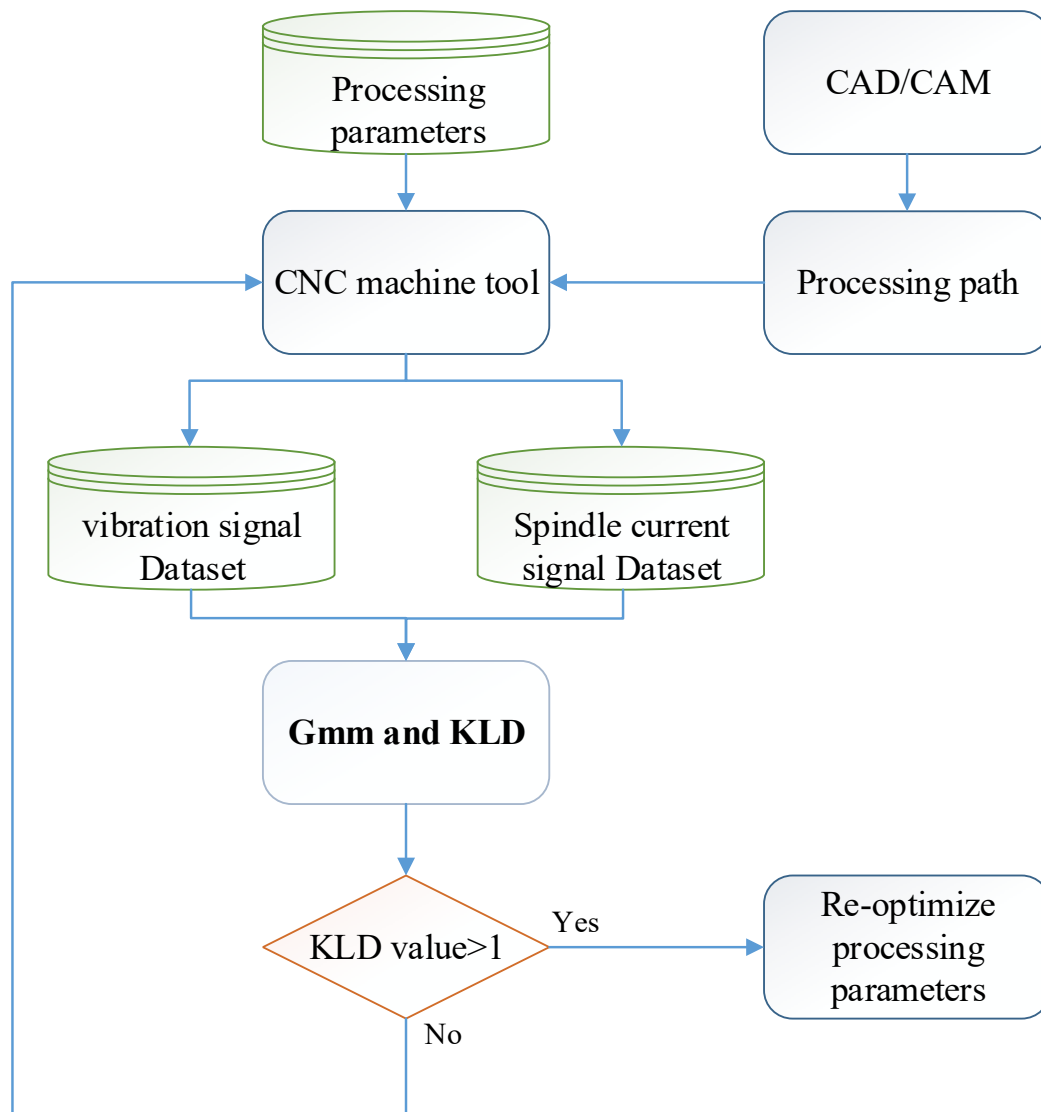 Processing
parameters
CAD/CAM
CNC machine tool
Processing path
vibration signal
Dataset
Spindle current
signal Dataset
Gmm and KLD
KLD value>1
Yes
Re-optimize
processing
parameters
No